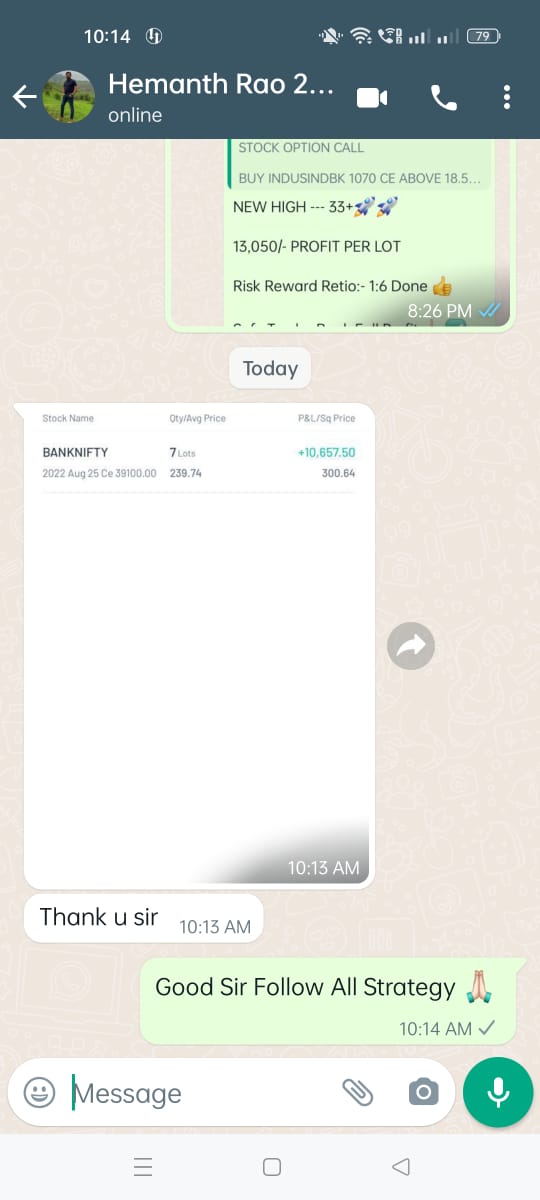 10:14
79
Hemanth Rao 2...
online
STOCK OPTION CALL
BUY INDUSINDBK 1070 CE ABOVE 18.5...
NEW HIGH --- 33+🚀🚀
13,050/- PROFIT PER LOT
Risk Reward Retio:- 1:6 Done 👍
8:26 PM
Today
Stock Name Qty/Avg Price P&L/Sq Price
BANKNIFTY 7 Lots +10,657.50
2022 Aug 25 Ce 39100.00 239.74 300.64
10:13 AM
Thank u sir 10:13 AM
Good Sir Follow All Strategy 🙏🏻
10:14 AM
Message